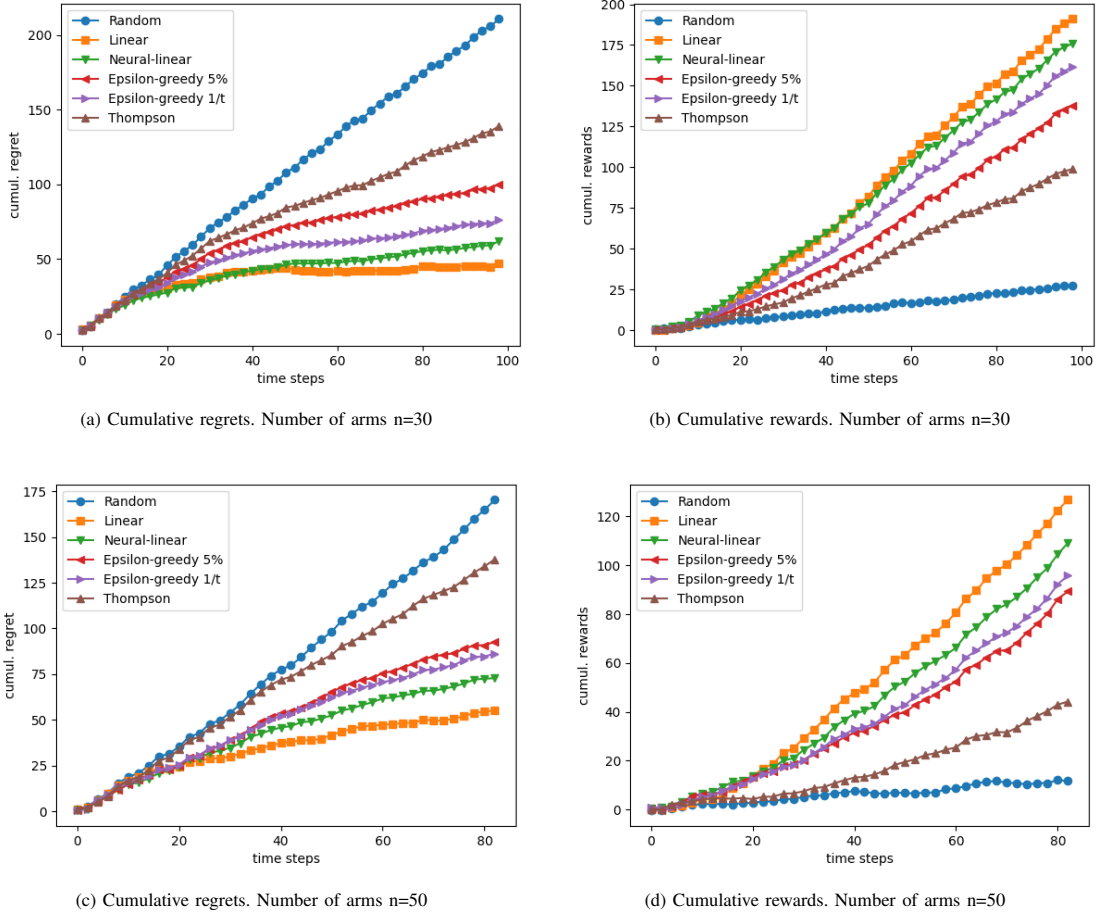 Random
Linear
Neural-linear
Epsilon-greedy 5%
Epsilon-greedy 1/t
Thompson
cumul. regret
200
150
100
50
0
0 20 40 60 80 100
time steps
(a) Cumulative regrets. Number of arms n=30
Random
Linear
Neural-linear
Epsilon-greedy 5%
Epsilon-greedy 1/t
Thompson
cumul. rewards
200
175
150
125
100
75
50
25
0
0 20 40 60 80 100
time steps
(b) Cumulative rewards. Number of arms n=30
Random
Linear
Neural-linear
Epsilon-greedy 5%
Epsilon-greedy 1/t
Thompson
cumul. regret
175
150
125
100
75
50
25
0
0 20 40 60 80
time steps
(c) Cumulative regrets. Number of arms n=50
Random
Linear
Neural-linear
Epsilon-greedy 5%
Epsilon-greedy 1/t
Thompson
cumul. rewards
120
100
80
60
40
20
0
0 20 40 60 80
time steps
(d) Cumulative rewards. Number of arms n=50